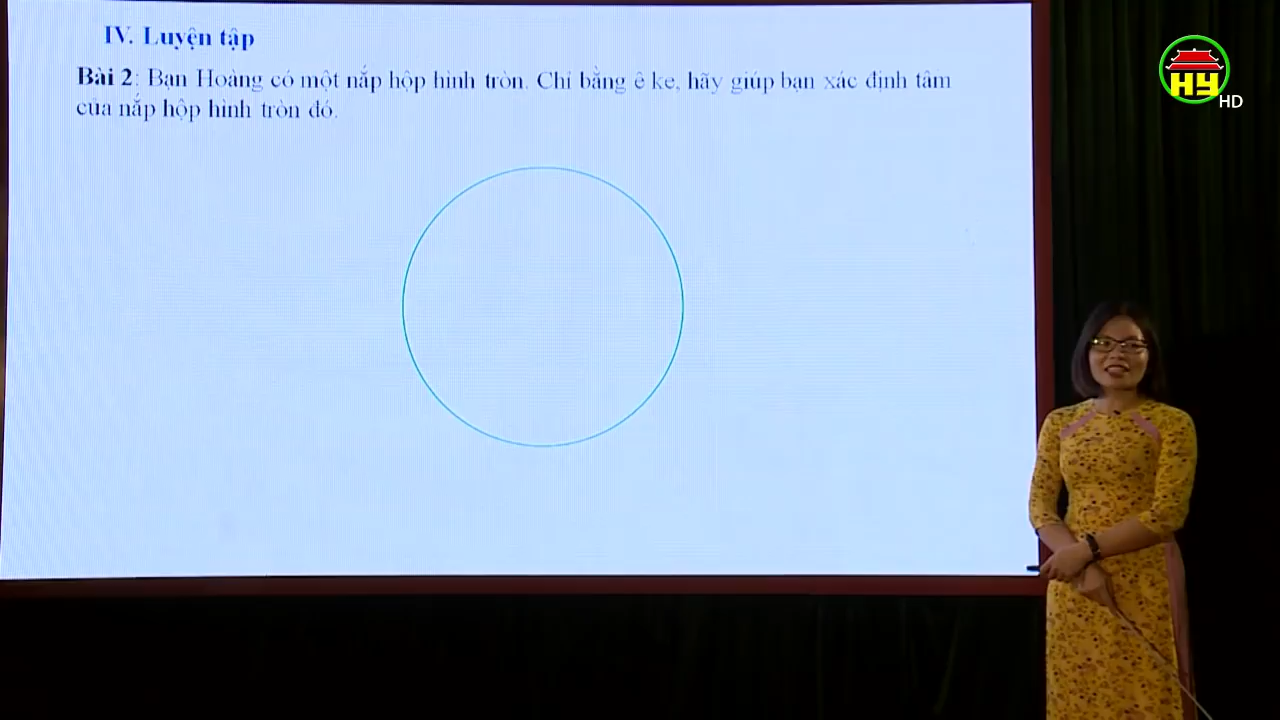 IV. Luyện tập
Bài 2: Bạn Hoàng có một nắp hộp hình tròn. Chỉ bằng ê ke, hãy giúp bạn xác định tâm
của nắp hộp hình tròn đó.
HY
HD